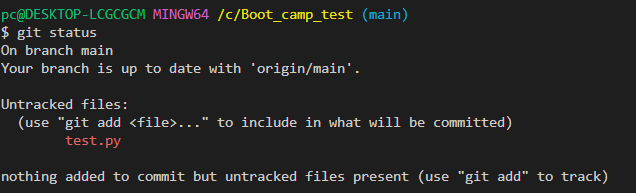 pc@DESKTOP-LCGCGCM MINGW64 /c/Boot_camp_test (main)
$ git status
On branch main
Your branch is up to date with 'origin/main'.

Untracked files:
  (use "git add <file>..." to include in what will be committed)
        test.py

nothing added to commit but untracked files present (use "git add" to track)